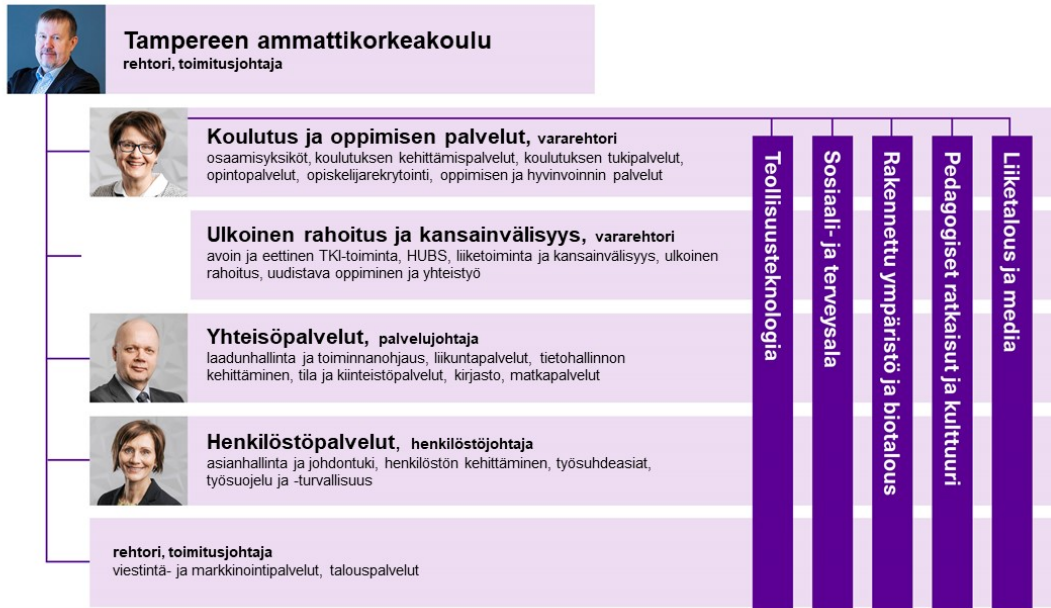 Tampereen ammattikorkeakoulu
rehtori, toimitusjohtaja
Koulutus ja oppimisen palvelut, vararehtori
osaamisyksiköt, koulutuksen kehittämispalvelut, koulutuksen tukipalvelut,
opintopalvelut, opiskelijarekrytointi, oppimisen ja hyvinvoinnin palvelut
Ulkoinen rahoitus ja kansainvälisyys, vararehtori
avoin ja eettinen TKI-toiminta, HUBS, liiketoiminta ja kansainvälisyys, ulkoinen
rahoitus, uudistava oppiminen ja yhteistyö
Yhteisöpalvelut, palvelujohtaja
laadunhallinta ja toiminnanohjaus, liikuntapalvelut, tietohallinnon
kehittäminen, tila ja kiinteistöpalvelut, kirjasto, matkapalvelut
Henkilöstöpalvelut, henkilöstöjohtaja
asianhallinta ja johdontuki, henkilöstön kehittäminen, työsuhdeasiat,
työsuojelu ja -turvallisuus
rehtori, toimitusjohtaja
viestintä- ja markkinointipalvelut, talouspalvelut
Teollisuusteknologia
Sosiaali- ja terveysala
Rakennettu ympäristö ja biotalous
Pedagogiset ratkaisut ja kulttuuri
Liiketalous ja media